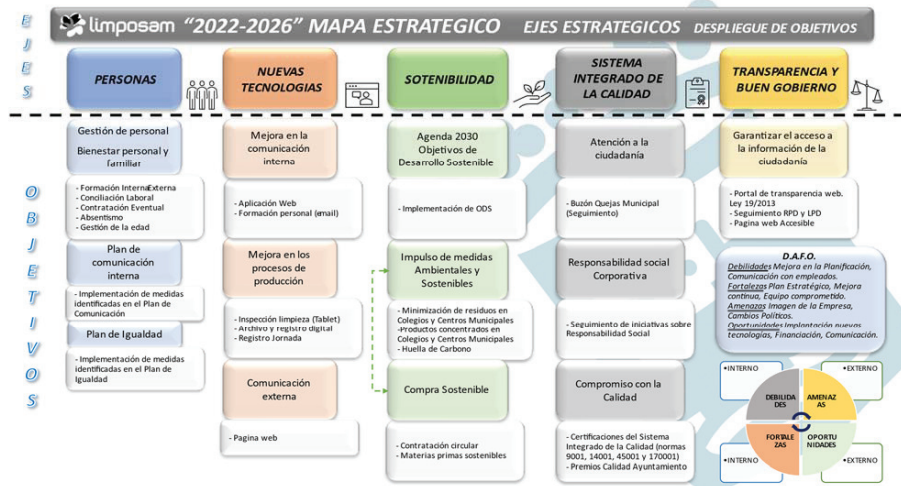 limposam "2022-2026" MAPA ESTRATEGICO EJES ESTRATEGICOS DESPLIEGUE DE OBJETIVOS
EJES
PERSONAS
NUEVAS
TECNOLOGIAS
SOTENIBILIDAD
SISTEMA
INTEGRADO DE
LA CALIDAD
TRANSPARENCIA Y
BUEN GOBIERNO
OBJETIVOS
Gestión de personal
Bienestar personal y
familiar
- Formación Interna Externa
- Conciliación Laboral
- Contratación Eventual
- Absentismo
- Gestión de la edad
Plan de
comunicación
interna
- Implementación de medidas
identificadas en el Plan de
Comunicación
Plan de Igualdad
- Implementación de medidas
identificadas en el Plan de
Igualdad
Mejora en la
comunicación
interna
- Aplicación Web
- Formación personal (email)
Mejora en los
procesos de
producción
- Inspección limpieza (Tablet)
- Archivo y registro digital
- Registro Jornada
Comunicación
externa
- Pagina web
Agenda 2030
Objetivos de
Desarrollo Sostenible
- Implementación de ODS
Impulso de medidas
Ambientales y
Sostenibles
- Minimización de residuos en
Colegios y Centros Municipales
-Productos concentrados en
Colegios y Centros Municipales
- Huella de Carbono
Compra Sostenible
- Contratación circular
- Materias primas sostenibles
Atención a la
ciudadanía
- Buzón Quejas Municipal
(Seguimiento)
Responsabilidad social
Corporativa
- Seguimiento de iniciativas sobre
Responsabilidad Social
Compromiso con la
Calidad
- Certificaciones del Sistema
Integrado de la Calidad (normas
9001, 14001, 45001 y 170001)
- Premios Calidad Ayuntamiento
Garantizar el acceso
a la información de la
ciudadanía
- Portal de transparencia web.
Ley 19/2013
- Seguimiento RPD y LPD
- Pagina web Accesible
D.A.F.O.
Debilidades Mejora en la Planificación,
Comunicación con empleados.
Fortalezas Plan Estratégico, Mejora
continua, Equipo comprometido.
Amenazas Imagen de la Empresa,
Cambios Políticos.
Oportunidades Implantación nuevas
tecnologías, Financiación, Comunicación.
•INTERNO
•EXTERNO
DEBILIDA
DES
AMENAZ
AS
FORTALE
ZAS
OPORTU
NIDADES
•INTERNO
•EXTERNO